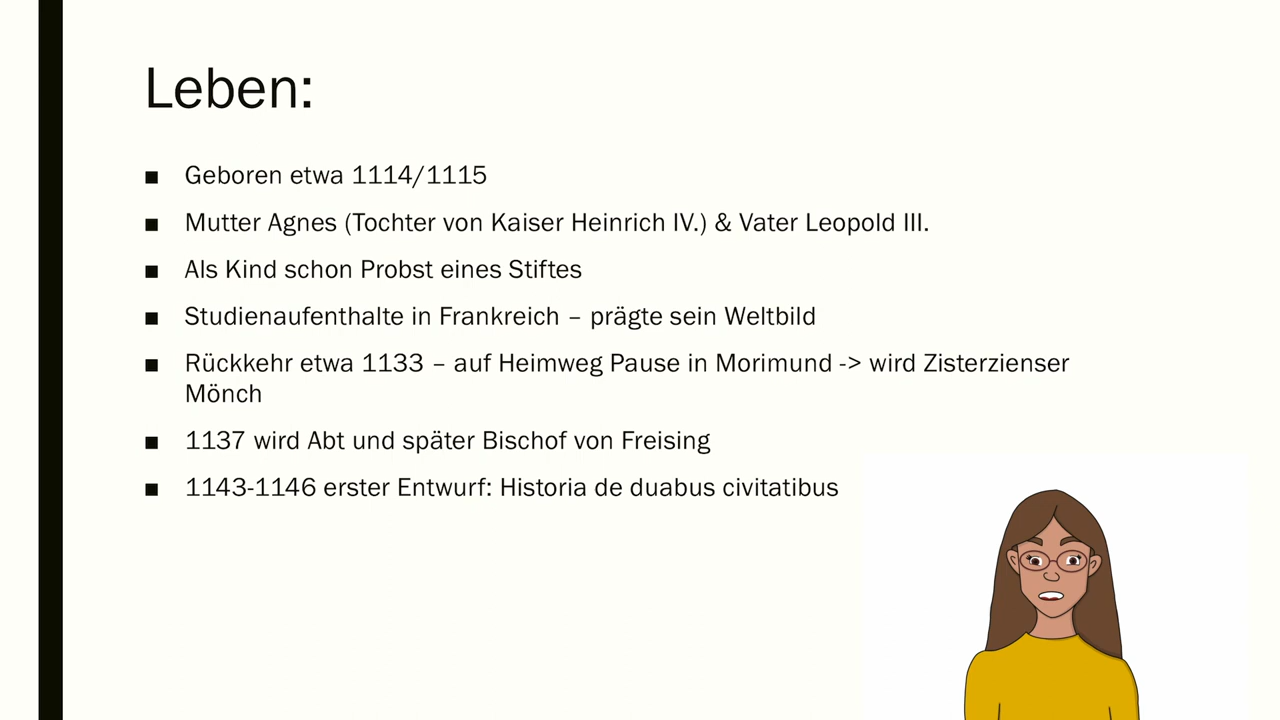 Leben:
■ Geboren etwa 1114/1115
■ Mutter Agnes (Tochter von Kaiser Heinrich IV.) & Vater Leopold III.
■ Als Kind schon Probst eines Stiftes
■ Studienaufenthalte in Frankreich – prägte sein Weltbild
■ Rückkehr etwa 1133 – auf Heimweg Pause in Morimund -> wird Zisterzienser
Mönch
■ 1137 wird Abt und später Bischof von Freising
■ 1143-1146 erster Entwurf: Historia de duabus civitatibus